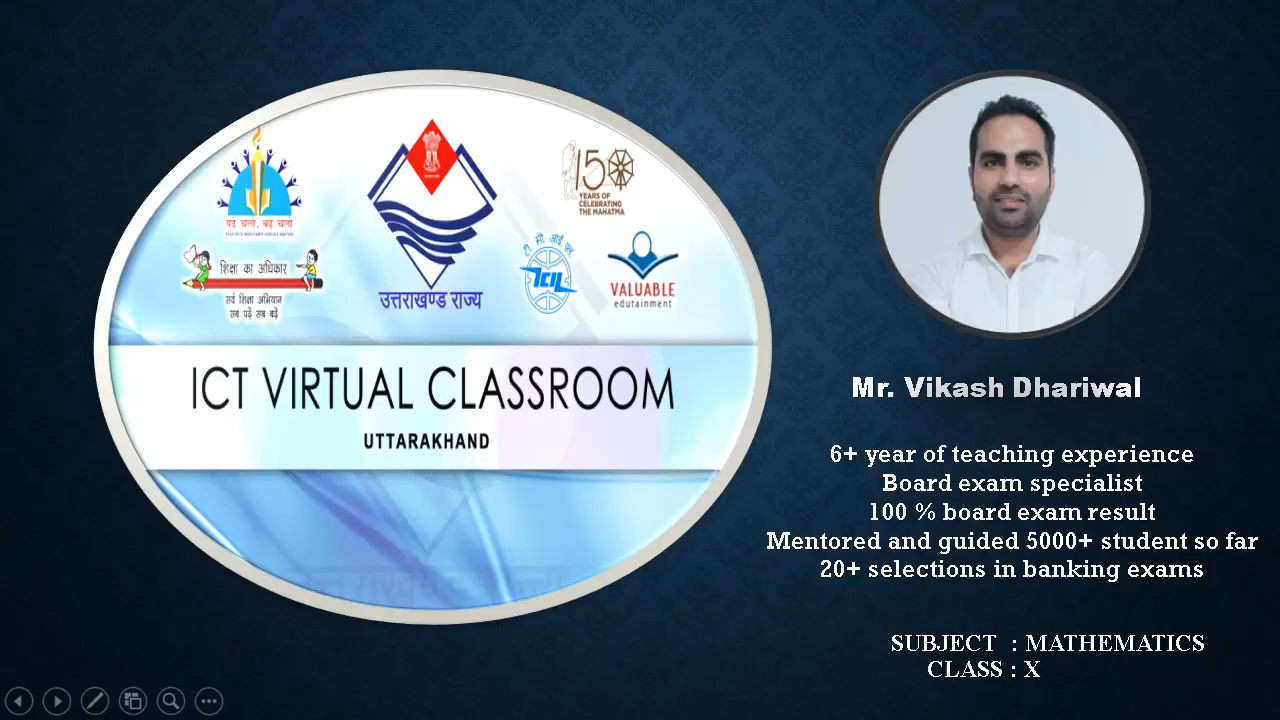 पढ़ें चलो, बढ़ें चलो
150
YEARS OF
CELEBRATING
THE MAHATMA
शिक्षा का अधिकार
सर्व शिक्षा अभियान
सब पढ़ें सब बढ़ें
उत्तराखण्ड राज्य
टी सी आई एल
TCIL
VALUABLE
edutainment
ICT VIRTUAL CLASSROOM
UTTARAKHAND
Mr. Vikash Dhariwal
6+ year of teaching experience
Board exam specialist
100 % board exam result
Mentored and guided 5000+ student so far
20+ selections in banking exams
SUBJECT : MATHEMATICS
CLASS : X